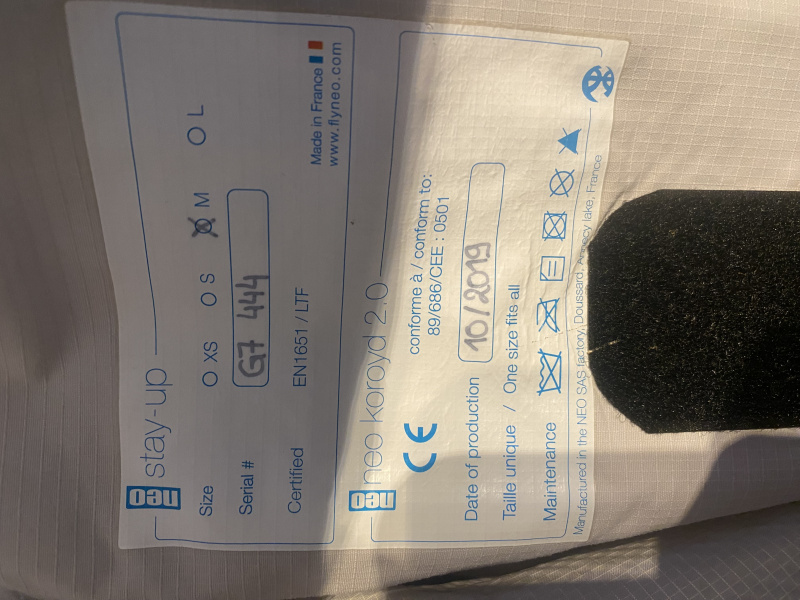 neo stay-up
Size O XS O S O M O L
Serial # G7 444
Certified EN1651 / LTF
Made in France
www.flyneo.com
neo neo koroyd 2.0
CE conforme à / conform to:
89/686/CEE : 0501
Date of production 10/2019
Taille unique / One size fits all
Maintenance
Manufactured in the NEO SAS factory, Doussard, Annecy lake, France